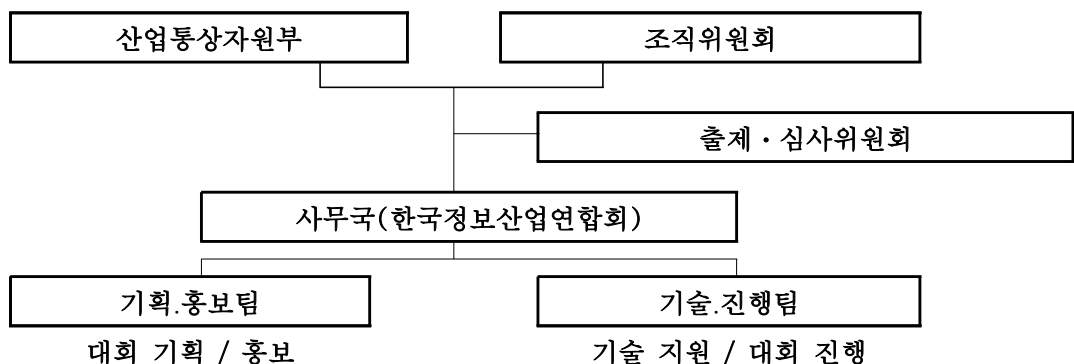 산업통상자원부
조직위원회
출제・심사위원회
사무국(한국정보산업연합회)
기획.홍보팀
기술.진행팀
대회 기획 / 홍보
기술 지원 / 대회 진행